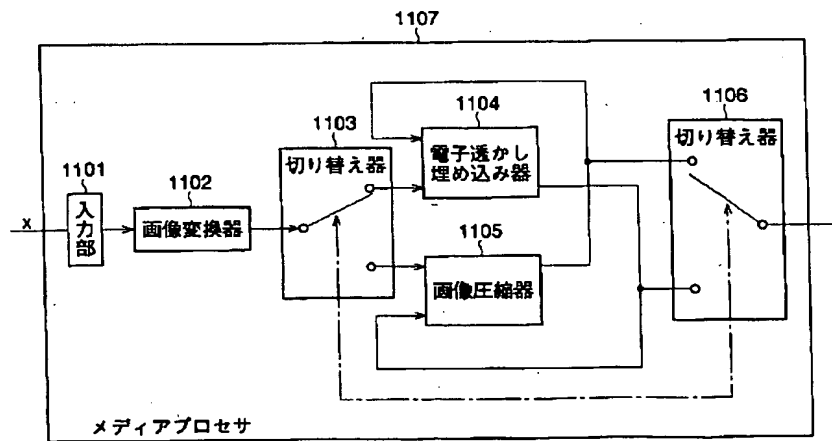 1107
1101
入力部
x
1102
画像変換器
1103
切り替え器
1104
電子透かし
埋め込み器
1105
画像圧縮器
1106
切り替え器
メディアプロセサ